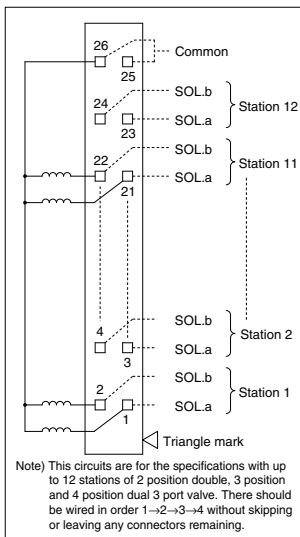 26
Common
25
SOL.b
24
Station 12
SOL.a
23
SOL.b
22
Station 11
SOL.a
21
SOL.b
4
Station 2
SOL.a
3
SOL.b
2
Station 1
SOL.a
1
Triangle mark
Note) This circuits are for the specifications with up
to 12 stations of 2 position double, 3 position
and 4 position dual 3 port valve. There should
be wired in order 1→2→3→4 without skipping
or leaving any connectors remaining.